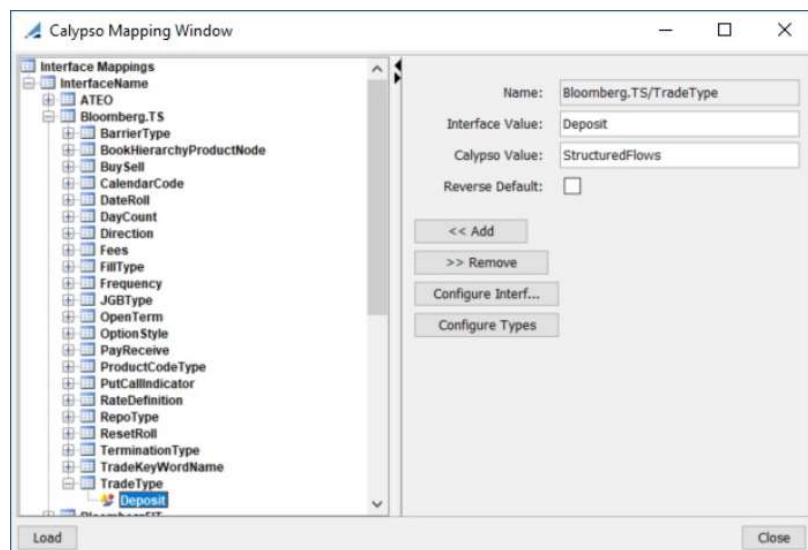 Calypso Mapping Window
Interface Mappings
InterfaceName
ATEO
Bloomberg.TS
BarrierType
BookHierarchyProductNode
BuySell
CalendarCode
DateRoll
DayCount
Direction
Fees
FillType
Frequency
JGBType
OpenTerm
OptionStyle
PayReceive
ProductCodeType
PutCallIndicator
RateDefinition
RepoType
ResetRoll
TerminationType
TradeKeyWordName
TradeType
Deposit
Name: Bloomberg.TS/TradeType
Interface Value: Deposit
Calypso Value: StructuredFlows
Reverse Default:
<< Add
>> Remove
Configure Interf...
Configure Types
Load
Close